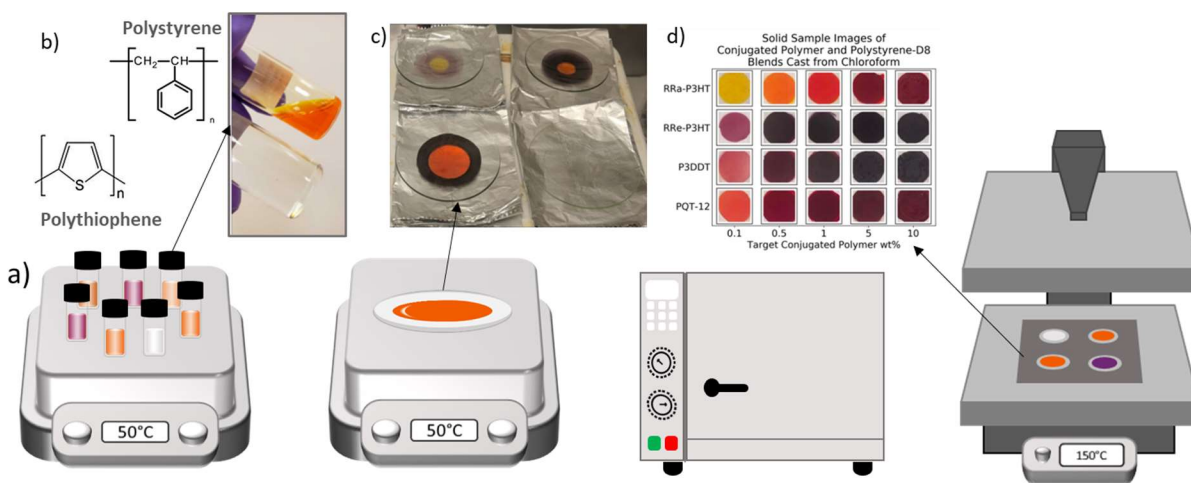 b)
Polystyrene
CH₂
CH
n
S
n
Polythiophene
c)
d)
Solid Sample Images of
Conjugated Polymer and Polystyrene-D8
Blends Cast from Chloroform
RRa-P3HT
RRe-P3HT
P3DDT
PQT-12
0.1 0.5 1 5 10
Target Conjugated Polymer wt%
a)
50°C
50°C
150°C